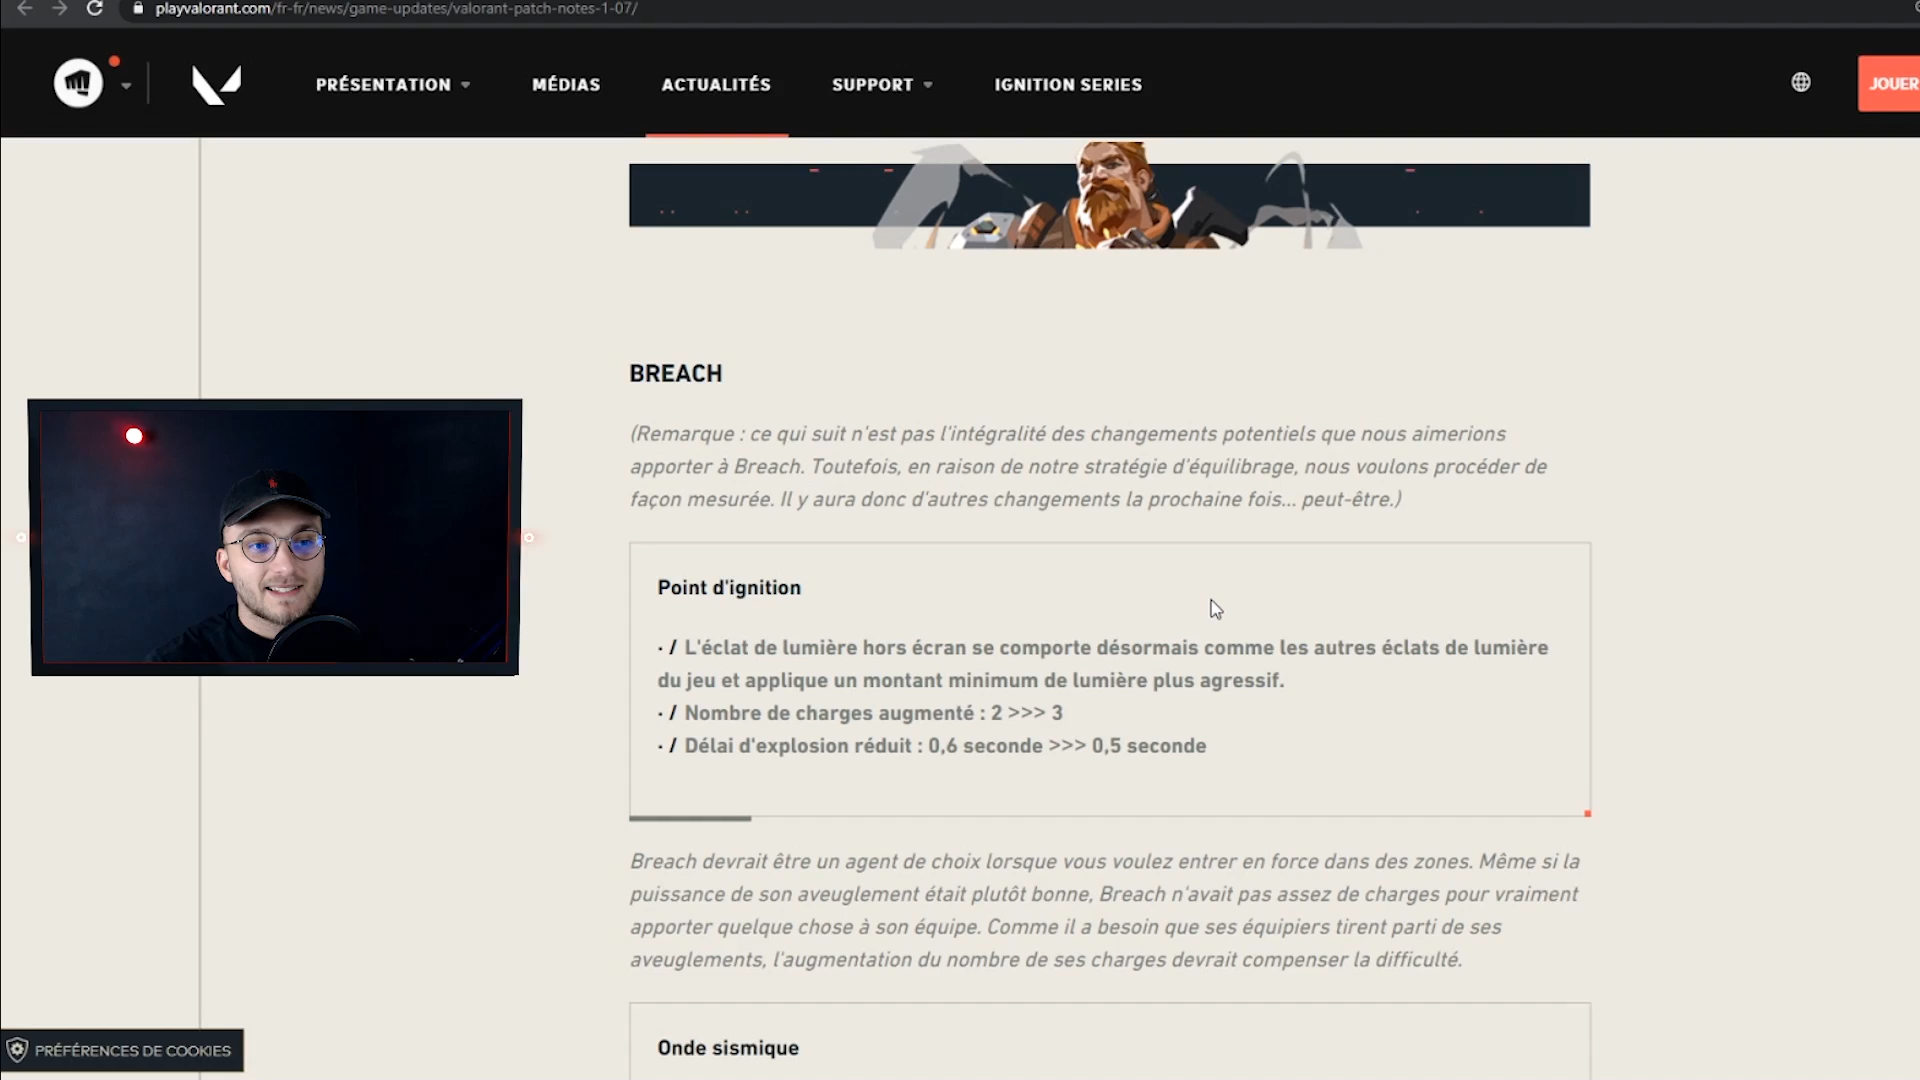 playvalorant.com/fr-fr/news/game-updates/valorant-patch-notes-1-07/
PRÉSENTATION
MÉDIAS
ACTUALITÉS
SUPPORT
IGNITION SERIES
JOUER
BREACH
(Remarque : ce qui suit n'est pas l'intégralité des changements potentiels que nous aimerions
apporter à Breach. Toutefois, en raison de notre stratégie d'équilibrage, nous voulons procéder de
façon mesurée. Il y aura donc d'autres changements la prochaine fois... peut-être.)
Point d'ignition
· / L'éclat de lumière hors écran se comporte désormais comme les autres éclats de lumière
du jeu et applique un montant minimum de lumière plus agressif.
· / Nombre de charges augmenté : 2 >>> 3
· / Délai d'explosion réduit : 0,6 seconde >>> 0,5 seconde
Breach devrait être un agent de choix lorsque vous voulez entrer en force dans des zones. Même si la
puissance de son aveuglement était plutôt bonne, Breach n'avait pas assez de charges pour vraiment
apporter quelque chose à son équipe. Comme il a besoin que ses équipiers tirent parti de ses
aveuglements, l'augmentation du nombre de ses charges devrait compenser la difficulté.
Onde sismique
PRÉFÉRENCES DE COOKIES